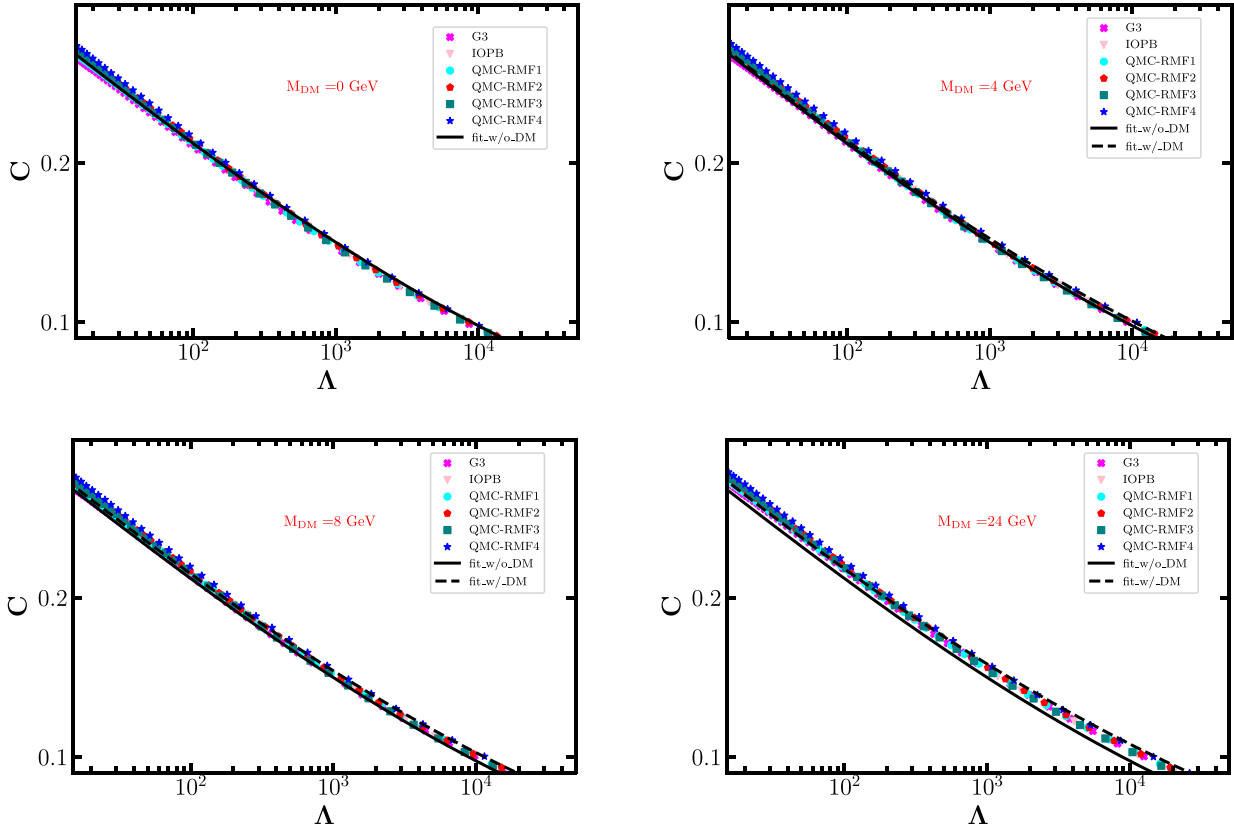 G3
IOPB
QMC-RMF1
QMC-RMF2
QMC-RMF3
QMC-RMF4
fit_w/o_DM
M_DM =0 GeV
C
0.2
0.1
10^2
10^3
10^4
Λ
G3
IOPB
QMC-RMF1
QMC-RMF2
QMC-RMF3
QMC-RMF4
fit_w/o_DM
fit_w/_DM
M_DM =4 GeV
C
0.2
0.1
10^2
10^3
10^4
Λ
G3
IOPB
QMC-RMF1
QMC-RMF2
QMC-RMF3
QMC-RMF4
fit_w/o_DM
fit_w/_DM
M_DM =8 GeV
C
0.2
0.1
10^2
10^3
10^4
Λ
G3
IOPB
QMC-RMF1
QMC-RMF2
QMC-RMF3
QMC-RMF4
fit_w/o_DM
fit_w/_DM
M_DM =24 GeV
C
0.2
0.1
10^2
10^3
10^4
Λ